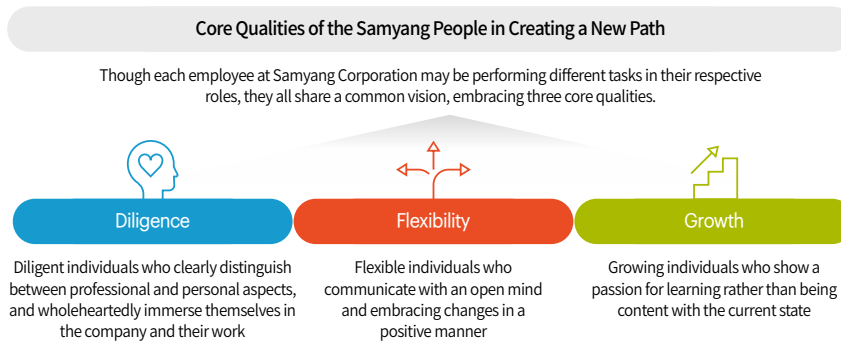 Core Qualities of the Samyang People in Creating a New Path
Though each employee at Samyang Corporation may be performing different tasks in their respective
roles, they all share a common vision, embracing three core qualities.
Diligence
Diligent individuals who clearly distinguish
between professional and personal aspects,
and wholeheartedly immerse themselves in
the company and their work
Flexibility
Flexible individuals who
communicate with an open mind
and embracing changes in a
positive manner
Growth
Growing individuals who show a
passion for learning rather than being
content with the current state